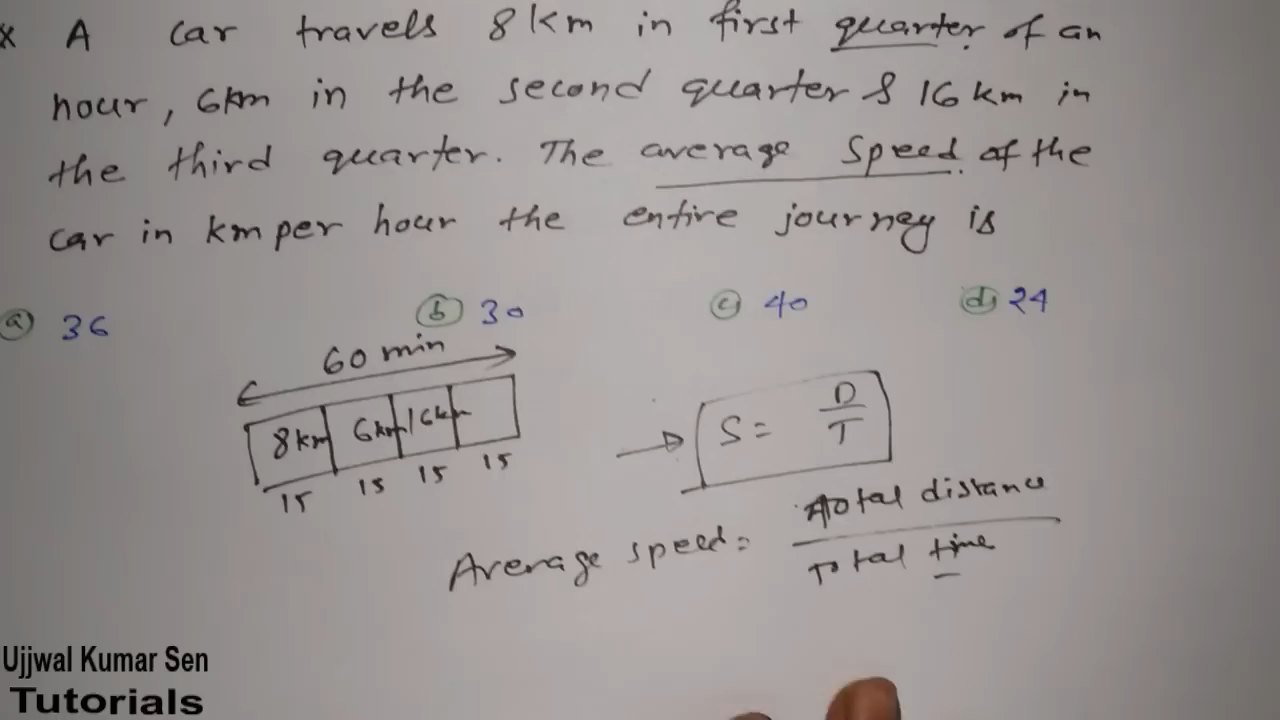 x A car travels 8km in first quarter of an
hour, 6km in the second quarter & 16 km in
the third quarter. The average speed of the
car in km per hour the entire journey is
a) 36 b) 30 c) 40 d) 24
60 min
8km 6km 16km
15 15 15 15
S = D/T
Average speed = Total distance
Total time
Ujjwal Kumar Sen
Tutorials